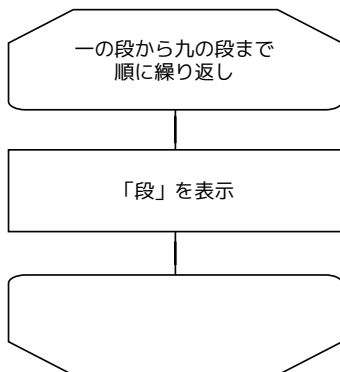 一の段から九の段まで
順に繰り返し
「段」を表示